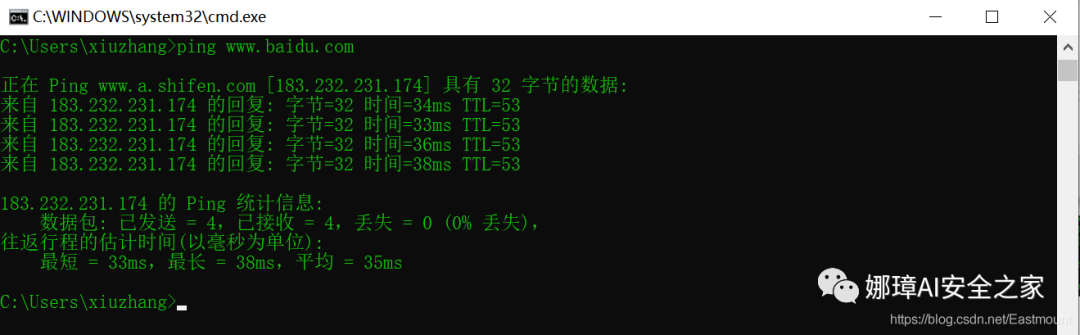 C:\WINDOWS\system32\cmd.exe
C:\Users\xiuzhang>ping www.baidu.com
正在 Ping www.a.shifen.com [183.232.231.174] 具有 32 字节的数据:
来自 183.232.231.174 的回复: 字节=32 时间=34ms TTL=53
来自 183.232.231.174 的回复: 字节=32 时间=33ms TTL=53
来自 183.232.231.174 的回复: 字节=32 时间=36ms TTL=53
来自 183.232.231.174 的回复: 字节=32 时间=38ms TTL=53
183.232.231.174 的 Ping 统计信息:
数据包: 已发送 = 4，已接收 = 4，丢失 = 0 (0% 丢失)，
往返行程的估计时间(以毫秒为单位):
最短 = 33ms，最长 = 38ms，平均 = 35ms
C:\Users\xiuzhang>
娜璋AI安全之家
https://blog.csdn.net/Eastmount